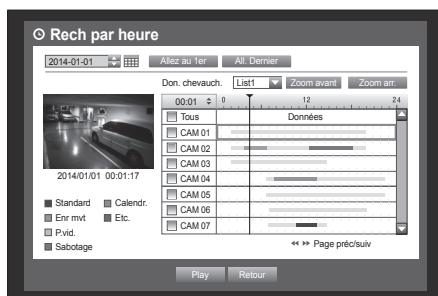 Rech par heure
2014-01-01 Allez au 1er All. Dernier
Don. chevauch. List1 Zoom avant Zoom arr.
00:01 0 12 24
Tous Données
CAM 01
CAM 02
CAM 03
CAM 04
CAM 05
CAM 06
CAM 07
2014/01/01 00:01:17
Standard Calendr.
Enr mvt Etc.
P.vid.
Sabotage
Page préc/suiv
Play Retour